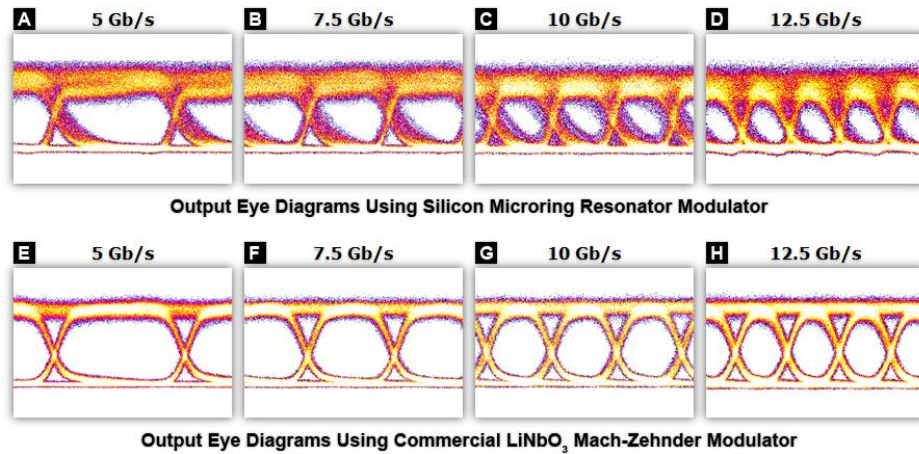 A 5 Gb/s B 7.5 Gb/s C 10 Gb/s D 12.5 Gb/s
Output Eye Diagrams Using Silicon Microring Resonator Modulator
E 5 Gb/s F 7.5 Gb/s G 10 Gb/s H 12.5 Gb/s
Output Eye Diagrams Using Commercial LiNbO₃ Mach-Zehnder Modulator